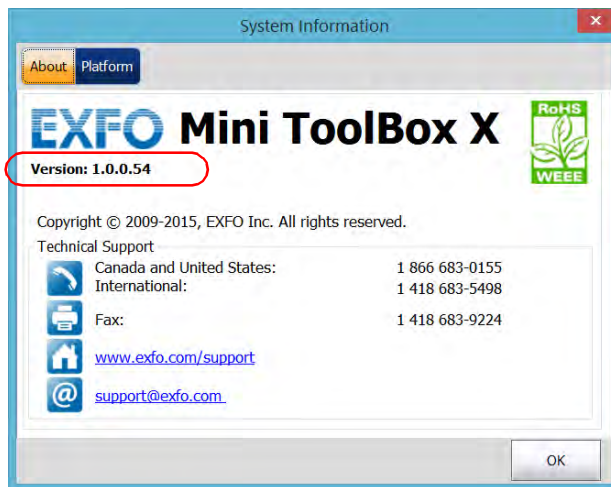 System Information
About Platform
EXFO Mini ToolBox X
RoHS
WEEE
Version: 1.0.0.54
Copyright © 2009-2015, EXFO Inc. All rights reserved.
Technical Support
Canada and United States: 1 866 683-0155
International: 1 418 683-5498
Fax: 1 418 683-9224
www.exfo.com/support
@ support@exfo.com
OK